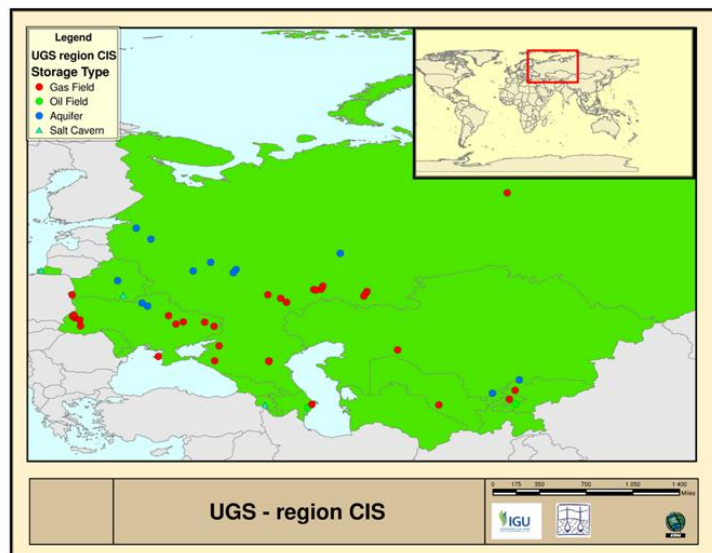 Legend
UGS region CIS
Storage Type
Gas Field
Oil Field
Aquifer
Salt Cavern
UGS - region CIS
0 175 350 700 1 050 1 400
Miles
IGU